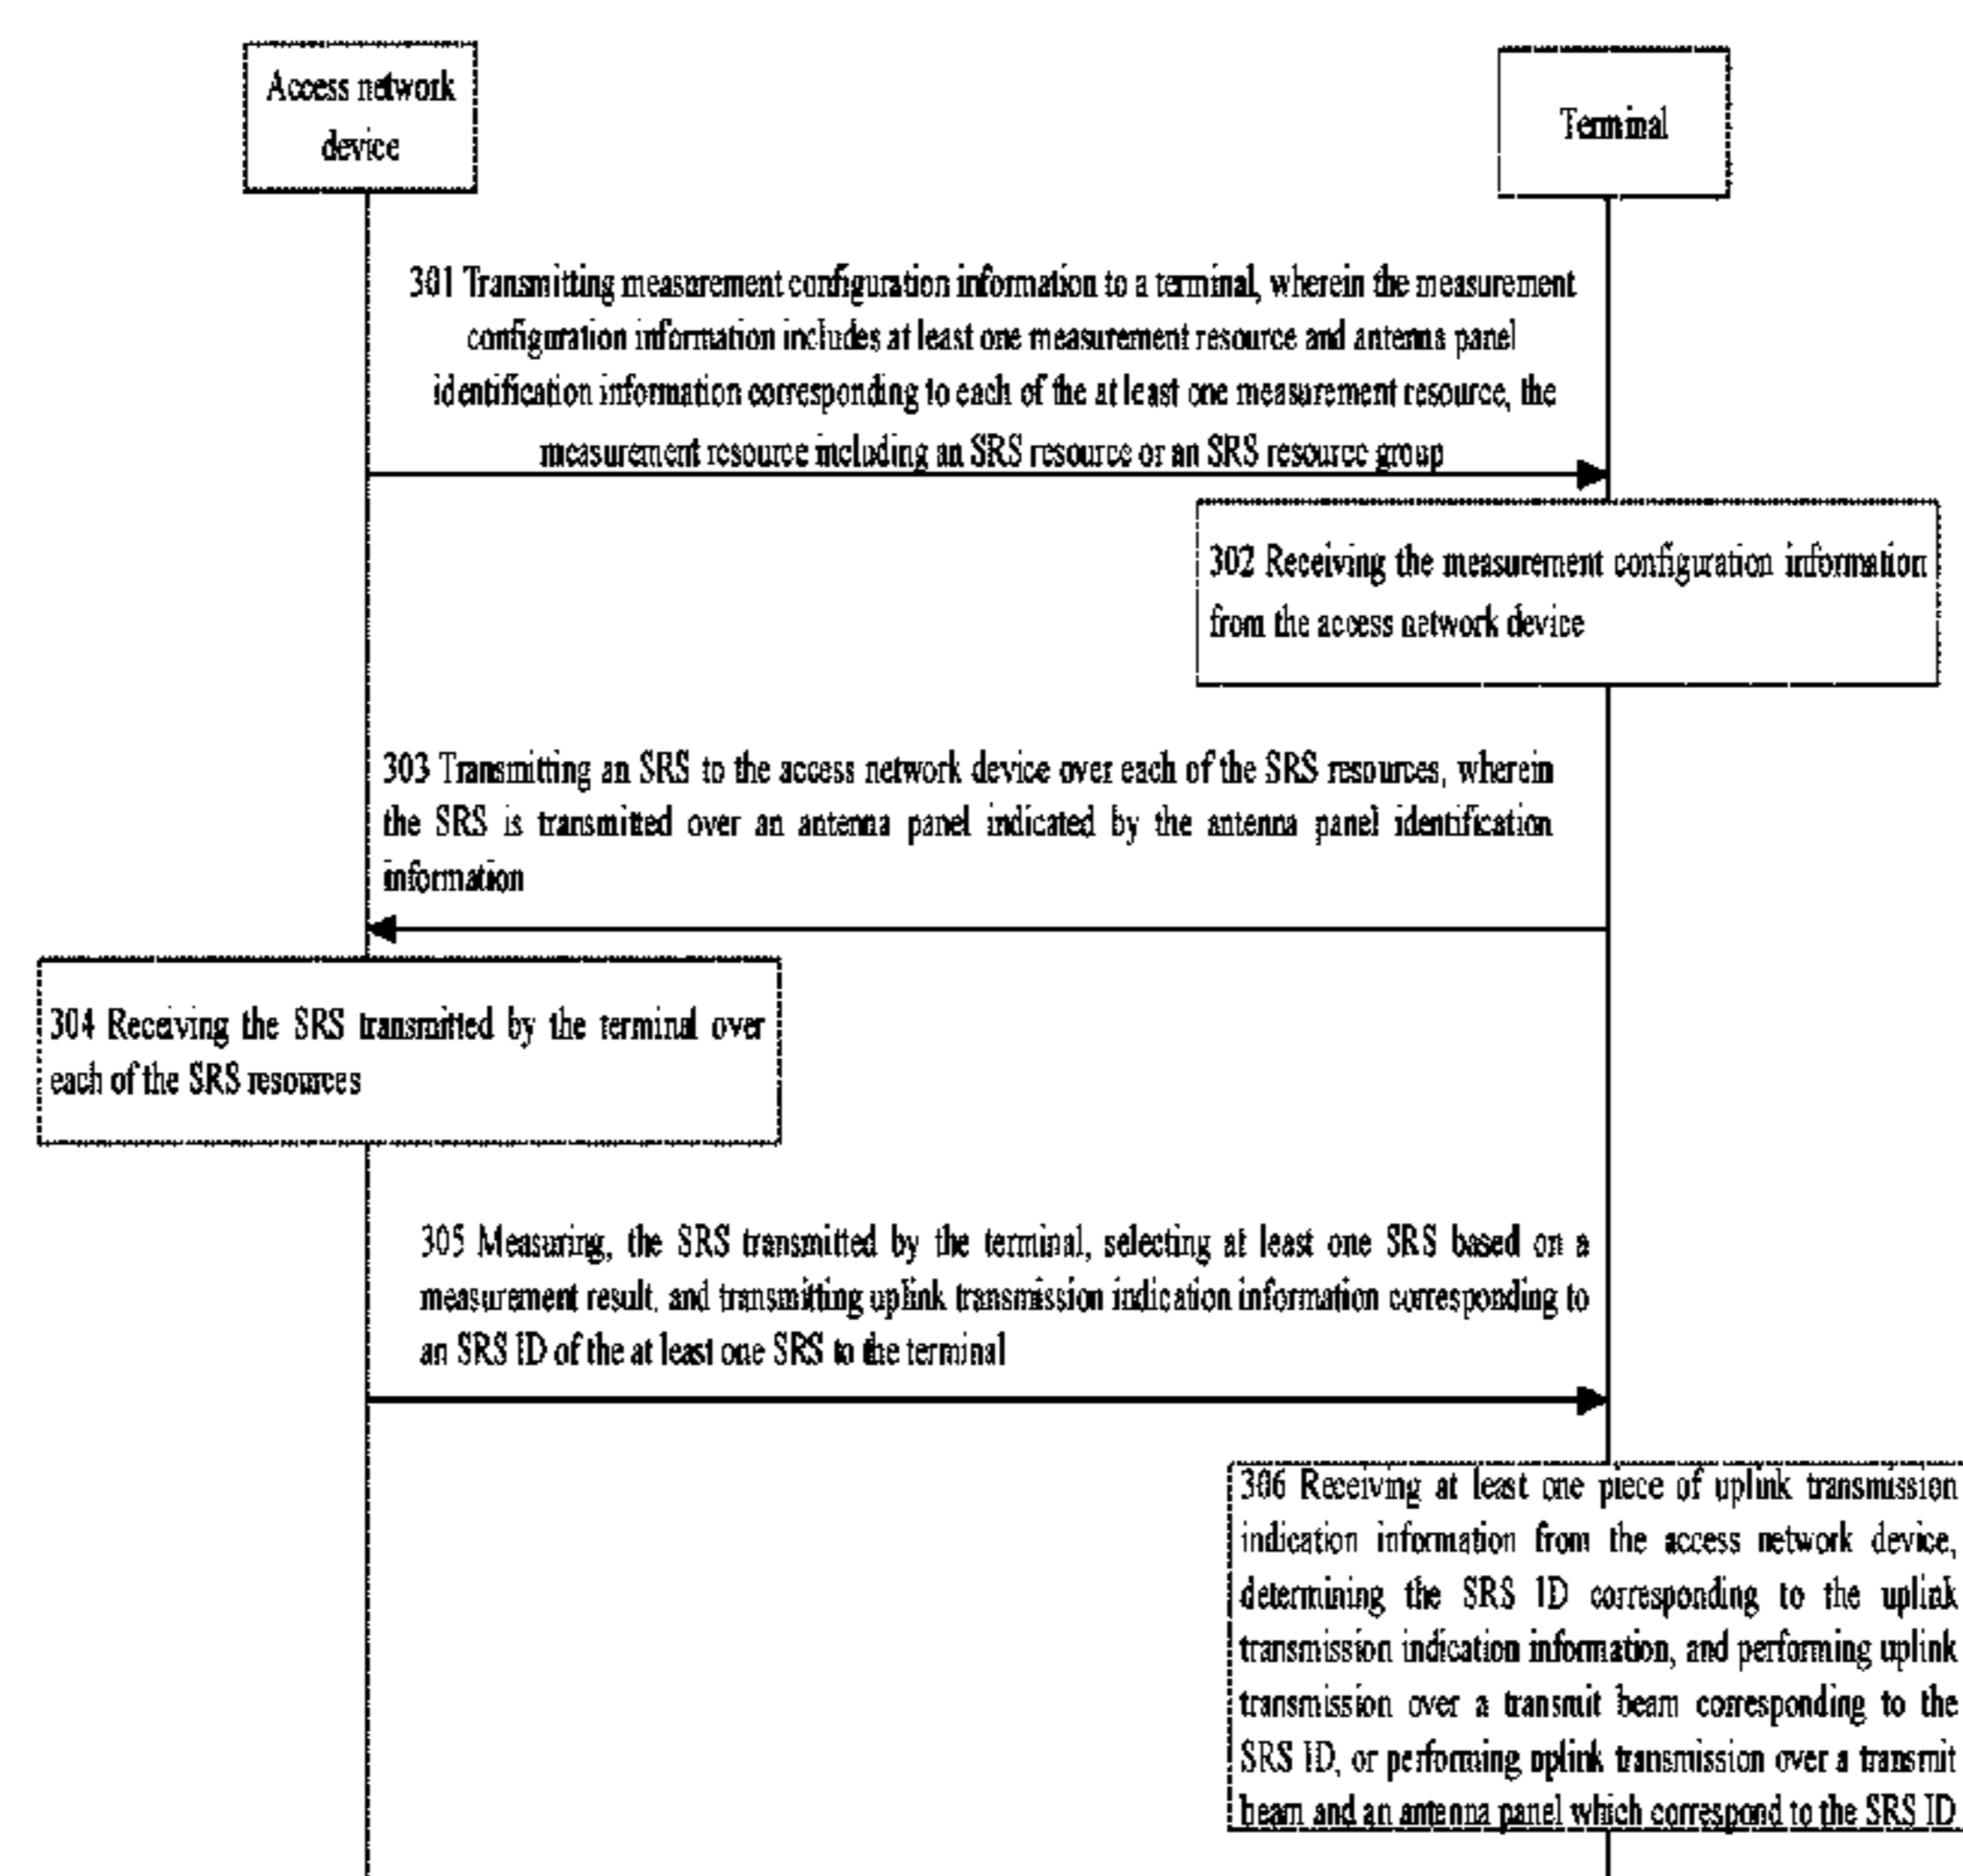 Access network
device
Terminal
301 Transmitting measurement configuration information to a terminal, wherein the measurement
configuration information includes at least one measurement resource and antenna panel
identification information corresponding to each of the at least one measurement resource, the
measurement resource including an SRS resource or an SRS resource group
302 Receiving the measurement configuration information
from the access network device
303 Transmitting an SRS to the access network device over each of the SRS resources, wherein
the SRS is transmitted over an antenna panel indicated by the antenna panel identification
information
304 Receiving the SRS transmitted by the terminal over
each of the SRS resources
305 Measuring, the SRS transmitted by the terminal, selecting at least one SRS based on a
measurement result, and transmitting uplink transmission indication information corresponding to
an SRS ID of the at least one SRS to the terminal
306 Receiving at least one piece of uplink transmission
indication information from the access network device,
determining the SRS ID corresponding to the uplink
transmission indication information, and performing uplink
transmission over a transmit beam corresponding to the
SRS ID, or performing uplink transmission over a transmit
beam and an antenna panel which correspond to the SRS ID